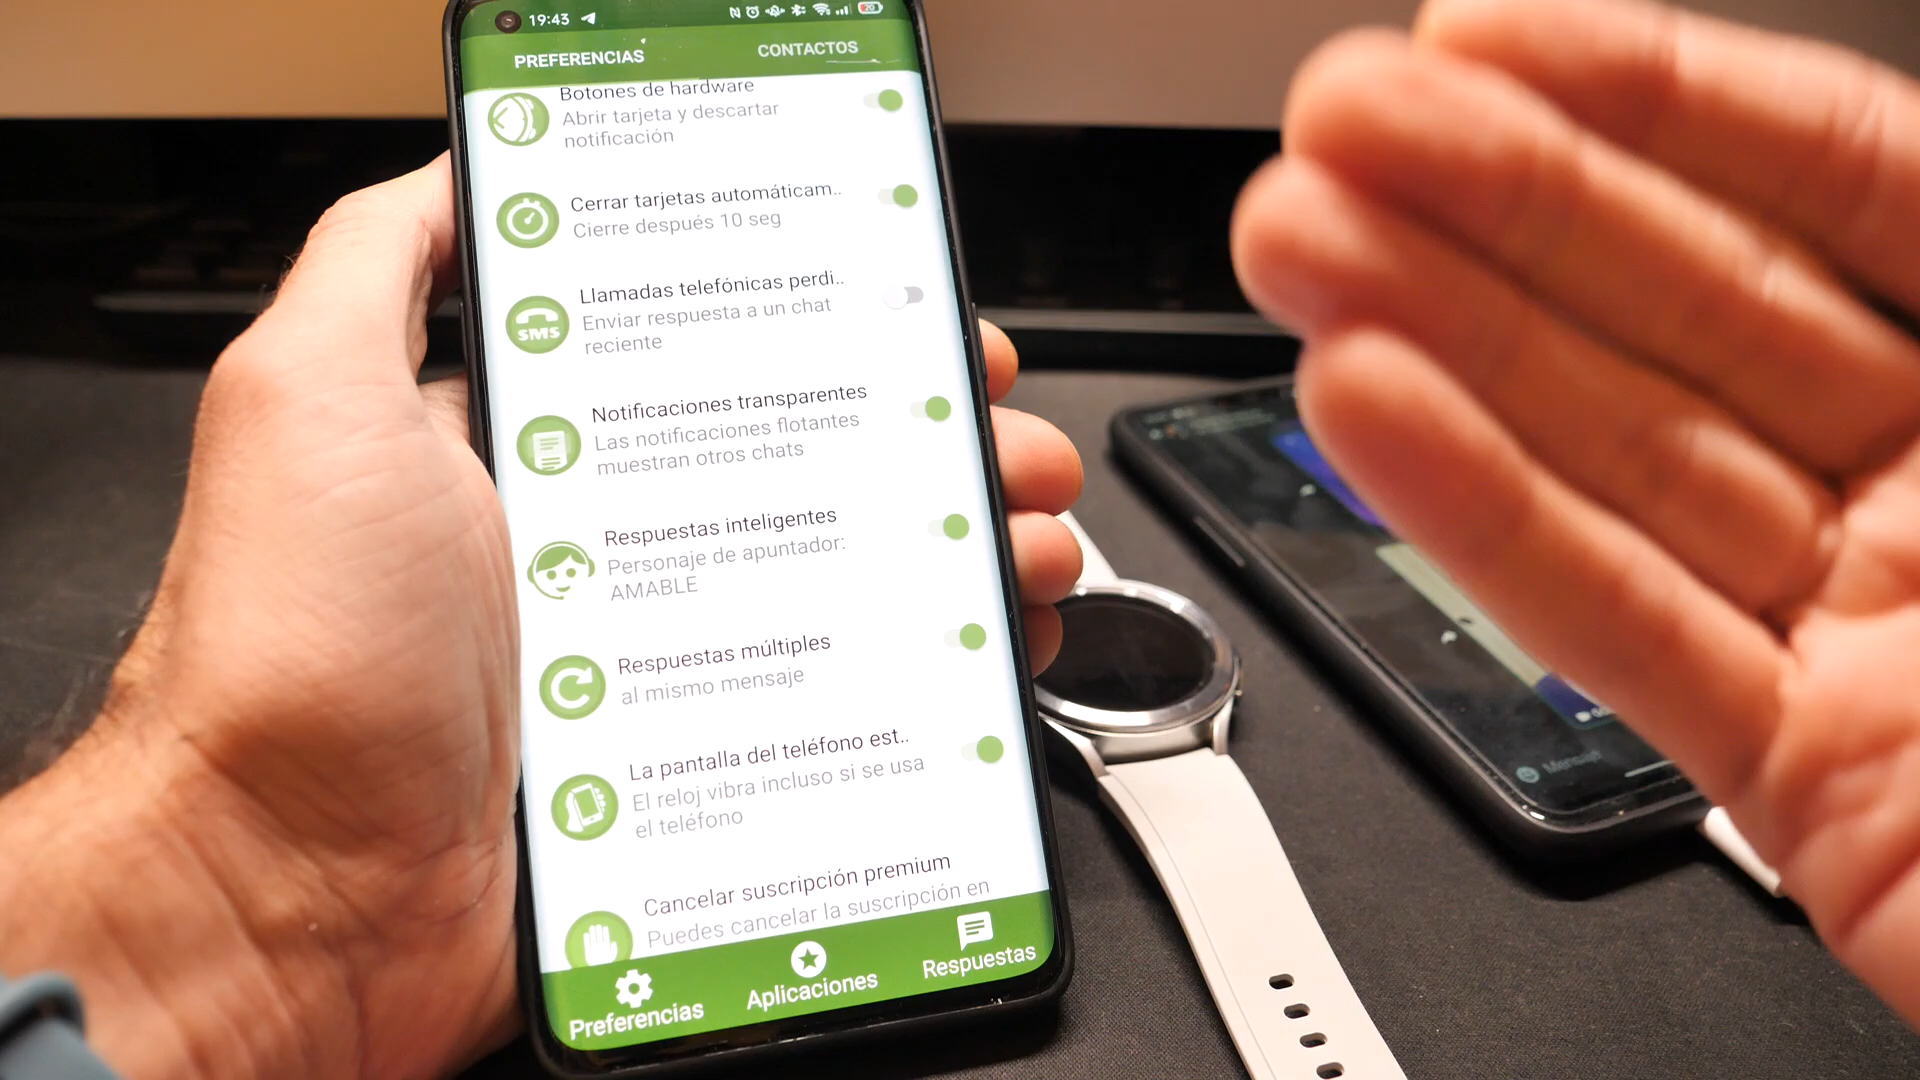 19:43
20
PREFERENCIAS
CONTACTOS
Botones de hardware
Abrir tarjeta y descartar
notificación
Cerrar tarjetas automáticam..
Cierre después 10 seg
SMS
Llamadas telefónicas perdi..
Enviar respuesta a un chat
reciente
Notificaciones transparentes
Las notificaciones flotantes
muestran otros chats
Respuestas inteligentes
Personaje de apuntador:
AMABLE
Respuestas múltiples
al mismo mensaje
La pantalla del teléfono est..
El reloj vibra incluso si se usa
el teléfono
Cancelar suscripción premium
Puedes cancelar la suscripción en
Preferencias
Aplicaciones
Respuestas
Mensaje